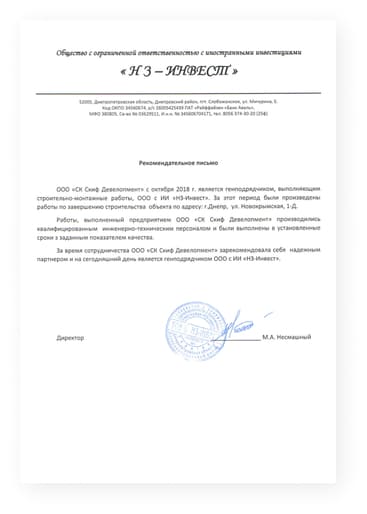 Общество с ограниченной ответственностью с иностранными инвестициями
« НЗ – ИНВЕСТ »
52005, Днепропетровская область, Днепровский район, пгт. Слобожанское, ул. Мичурина, 5.
Код ОКПО 34560674, р/с 26005425439 ПАТ «Райффайзен «Банк Аваль»,
МФО 380805, Св-во № 03629511, И.н.н. № 345606704171, тел. 8056 374-30-20 (25ф)
Рекомендательное письмо
ООО «СК Скиф Девелопмент» с октября 2018 г. является генподрядчиком, выполняющим
строительно-монтажные работы, ООО с ИИ «НЗ-Инвест». За этот период были произведены
работы по завершению строительства объекта по адресу: г.Днепр, ул. Новокрымская, 1-Д.
Работы, выполненный предприятием ООО «СК Скиф Девелопмент» производились
квалифицированным инженерно-техническим персоналом и были выполнены в установленные
сроки з заданным показателем качества.
За время сотрудничества ООО «СК Скиф Девелопмент» зарекомендовала себя надежным
партнером и на сегодняшний день является генподрядчиком ООО с ИИ «НЗ-Инвест».
Директор М.А. Несмашный